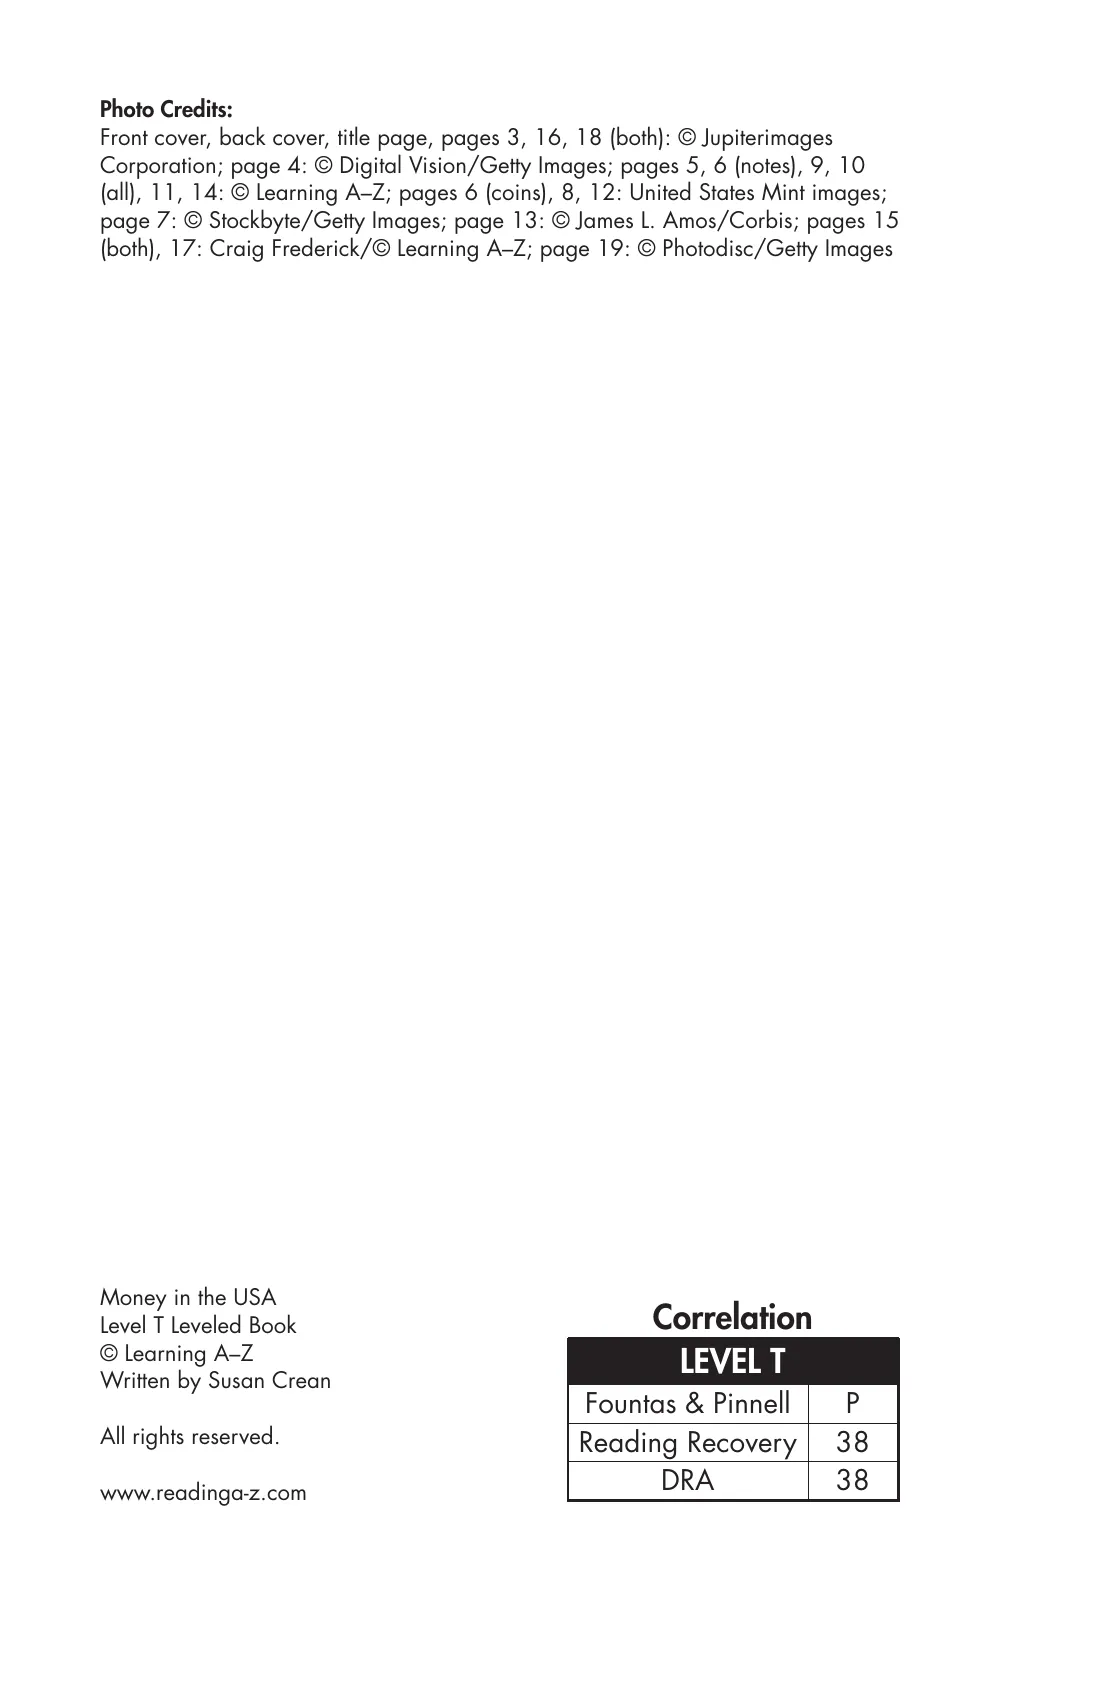 Photo Credits:
Front cover, back cover, title page, pages 3, 16, 18 (both): © Jupiterimages
Corporation; page 4: © Digital Vision/Getty Images; pages 5, 6 (notes), 9, 10
(all), 11, 14: © Learning A–Z; pages 6 (coins), 8, 12: United States Mint images;
page 7: © Stockbyte/Getty Images; page 13: © James L. Amos/Corbis; pages 15
(both), 17: Craig Frederick/© Learning A–Z; page 19: © Photodisc/Getty Images
Money in the USA
Level T Leveled Book
© Learning A–Z
Written by Susan Crean
All rights reserved.
www.readinga-z.com
Correlation
LEVEL T
Fountas & Pinnell P
Reading Recovery 38
DRA 38